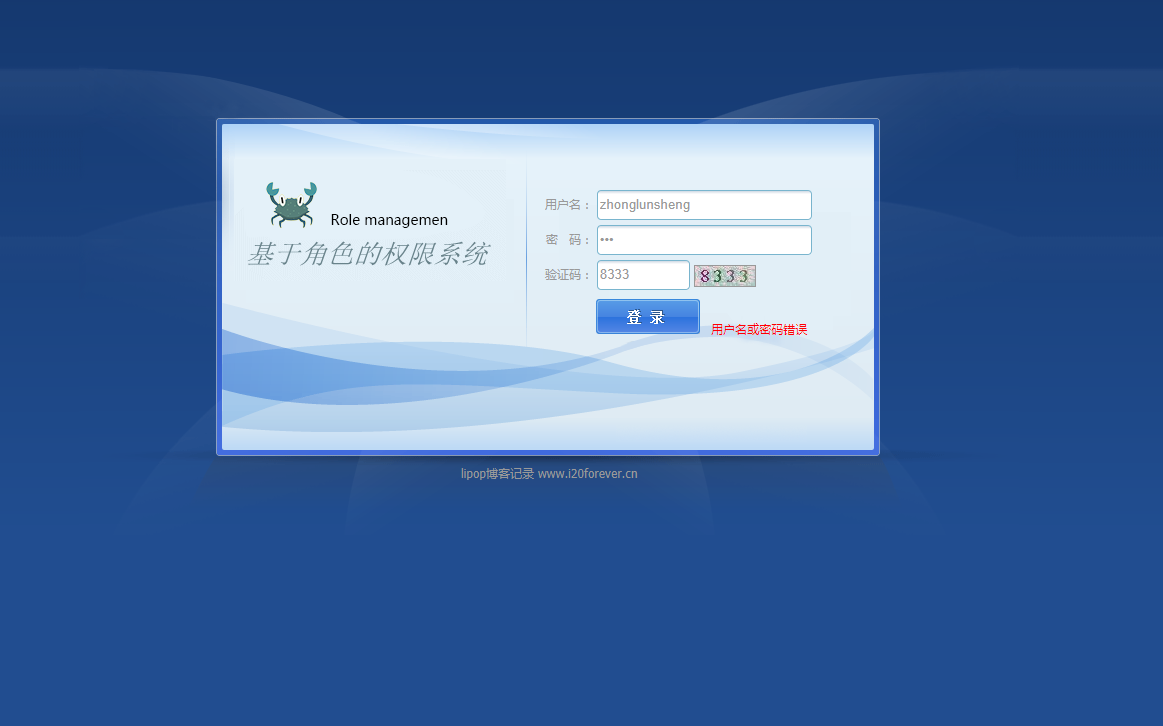 Role managemen
基于角色的权限系统
用户名： zhonglunsheng
密 码： •••
验证码： 8333 8333
登 录 用户名或密码错误
lipop博客记录 www.i20forever.cn